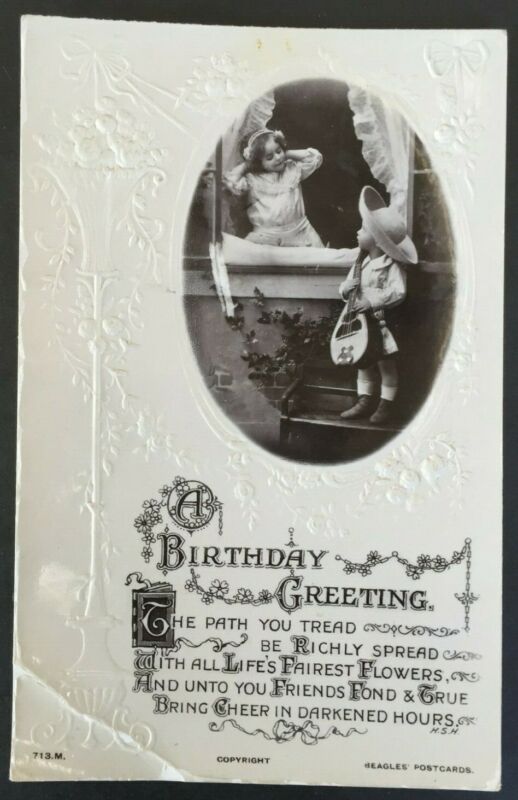 A
BIRTHDAY
GREETING.
THE PATH YOU TREAD
BE RICHLY SPREAD
WITH ALL LIFE'S FAIREST FLOWERS,
AND UNTO YOU FRIENDS FOND & TRUE
BRING CHEER IN DARKENED HOURS,
H.S.H.
713.M.
COPYRIGHT
BEAGLES' POSTCARDS.